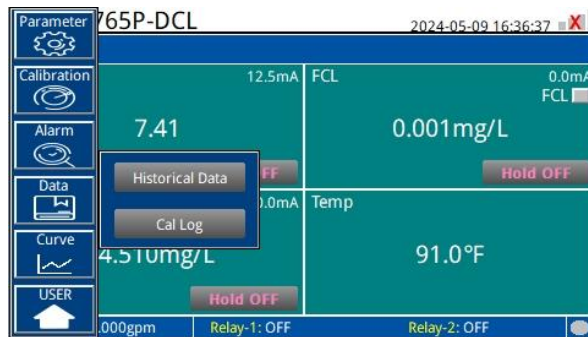 Parameter
765P-DCL
2024-05-09 16:36:37
Calibration
12.5mA
FCL
0.0mA
FCL
Alarm
7.41
0.001mg/L
Historical Data
FF
Hold OFF
Data
.0mA
Temp
Cal Log
Curve
4.510mg/L
91.0°F
USER
Hold OFF
.000gpm
Relay-1: OFF
Relay-2: OFF